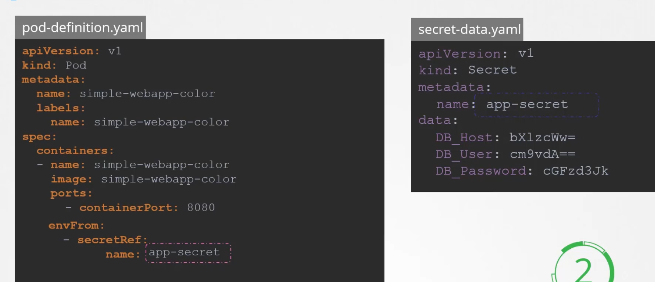 pod-definition.yaml
apiVersion: v1
kind: Pod
metadata:
  name: simple-webapp-color
  labels:
    name: simple-webapp-color
spec:
  containers:
  - name: simple-webapp-color
    image: simple-webapp-color
    ports:
      - containerPort: 8080
    envFrom:
      - secretRef:
          name: app-secret
secret-data.yaml
apiVersion: v1
kind: Secret
metadata:
  name: app-secret
data:
  DB_Host: bXlzcWw=
  DB_User: cm9vdA==
  DB_Password: cGFzd3Jk
2